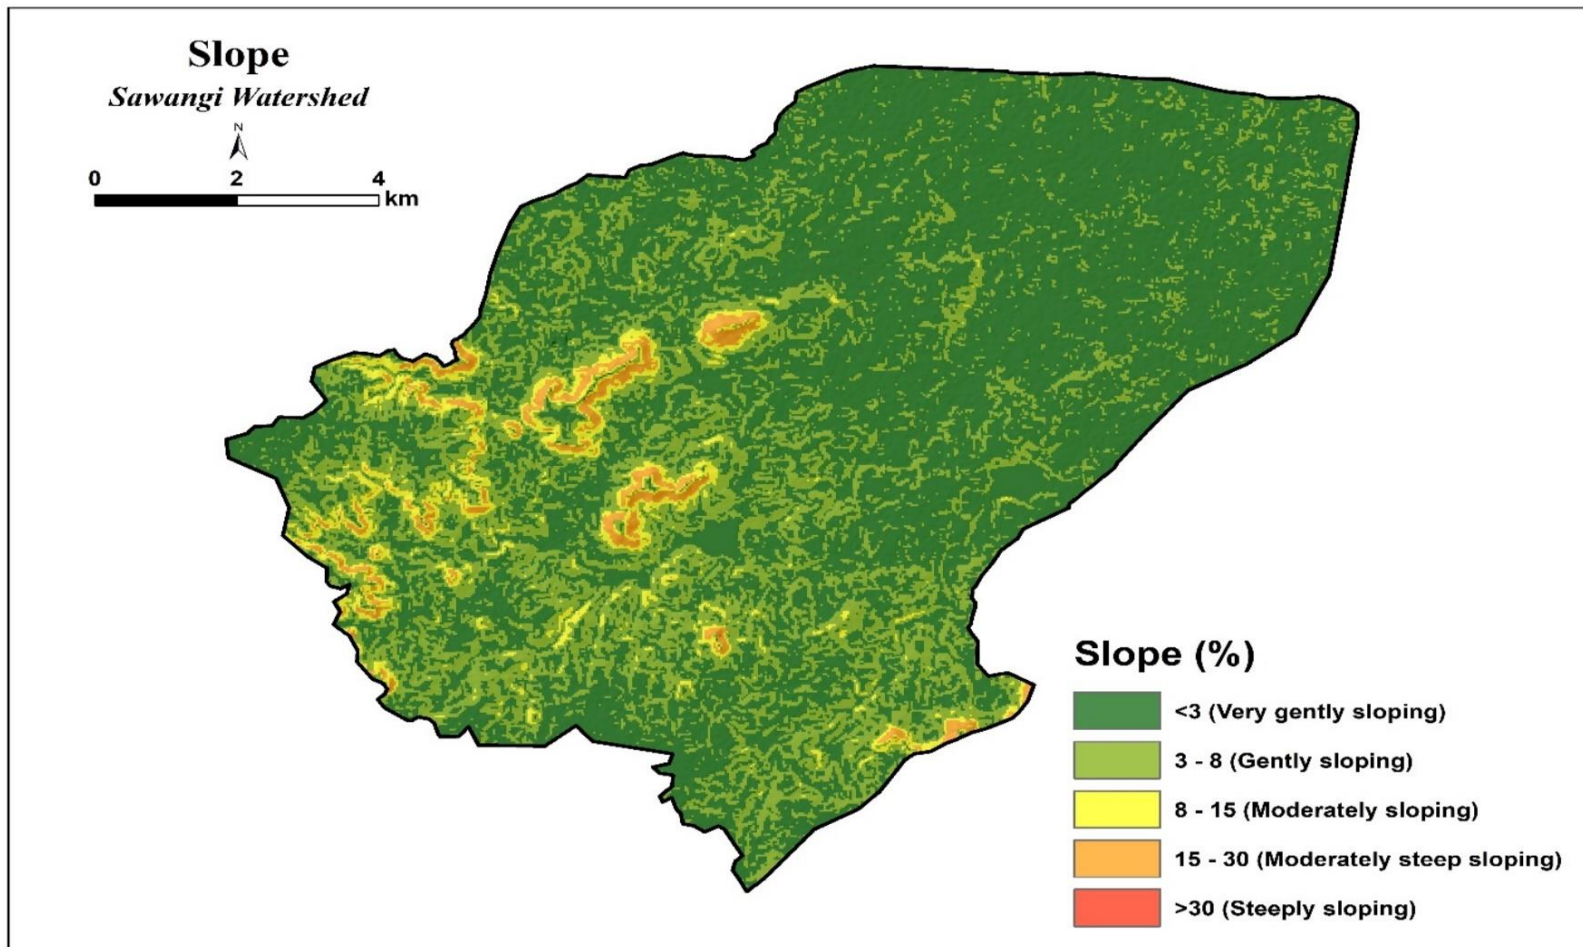 Slope
Sawangi Watershed
N
0 2 4
km
Slope (%)
<3 (Very gently sloping)
3 - 8 (Gently sloping)
8 - 15 (Moderately sloping)
15 - 30 (Moderately steep sloping)
>30 (Steeply sloping)